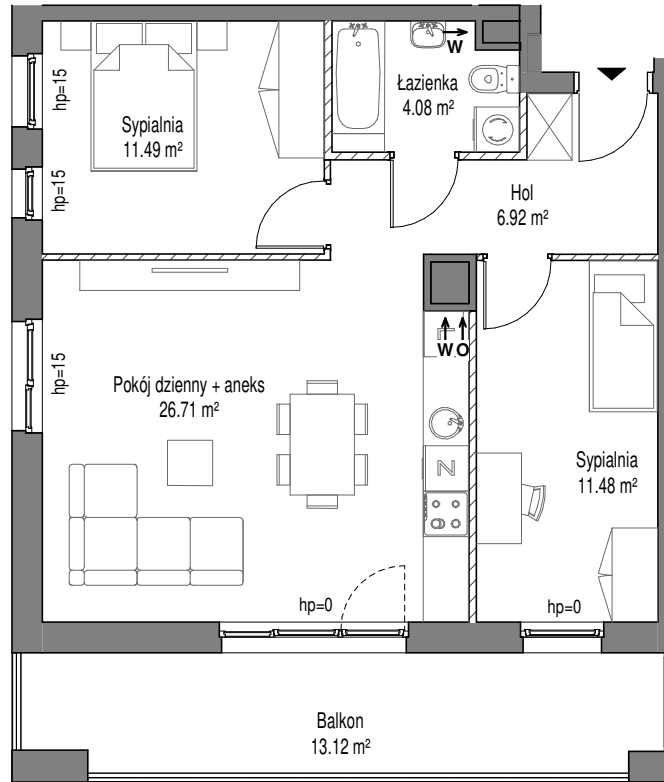 hp=15
Sypialnia
11.49 m²
hp=15
W
Łazienka
4.08 m²
Hol
6.92 m²
hp=15
Pokój dzienny + aneks
26.71 m²
W O
Z
Sypialnia
11.48 m²
hp=0
hp=0
Balkon
13.12 m²